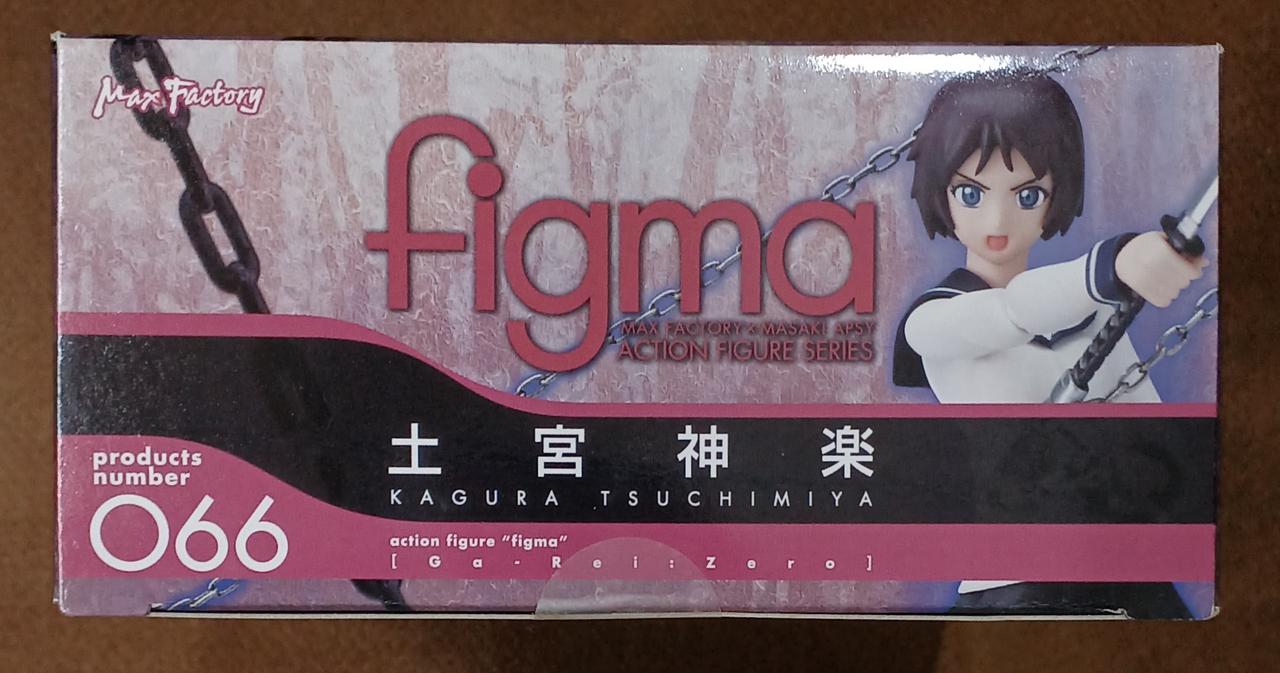 Max Factory
figma
MAX FACTORY × MASAKI APSY
ACTION FIGURE SERIES
土宮神楽
KAGURA TSUCHIMIYA
products
number
066
action figure "figma"
[Ga-Rei:Zero]